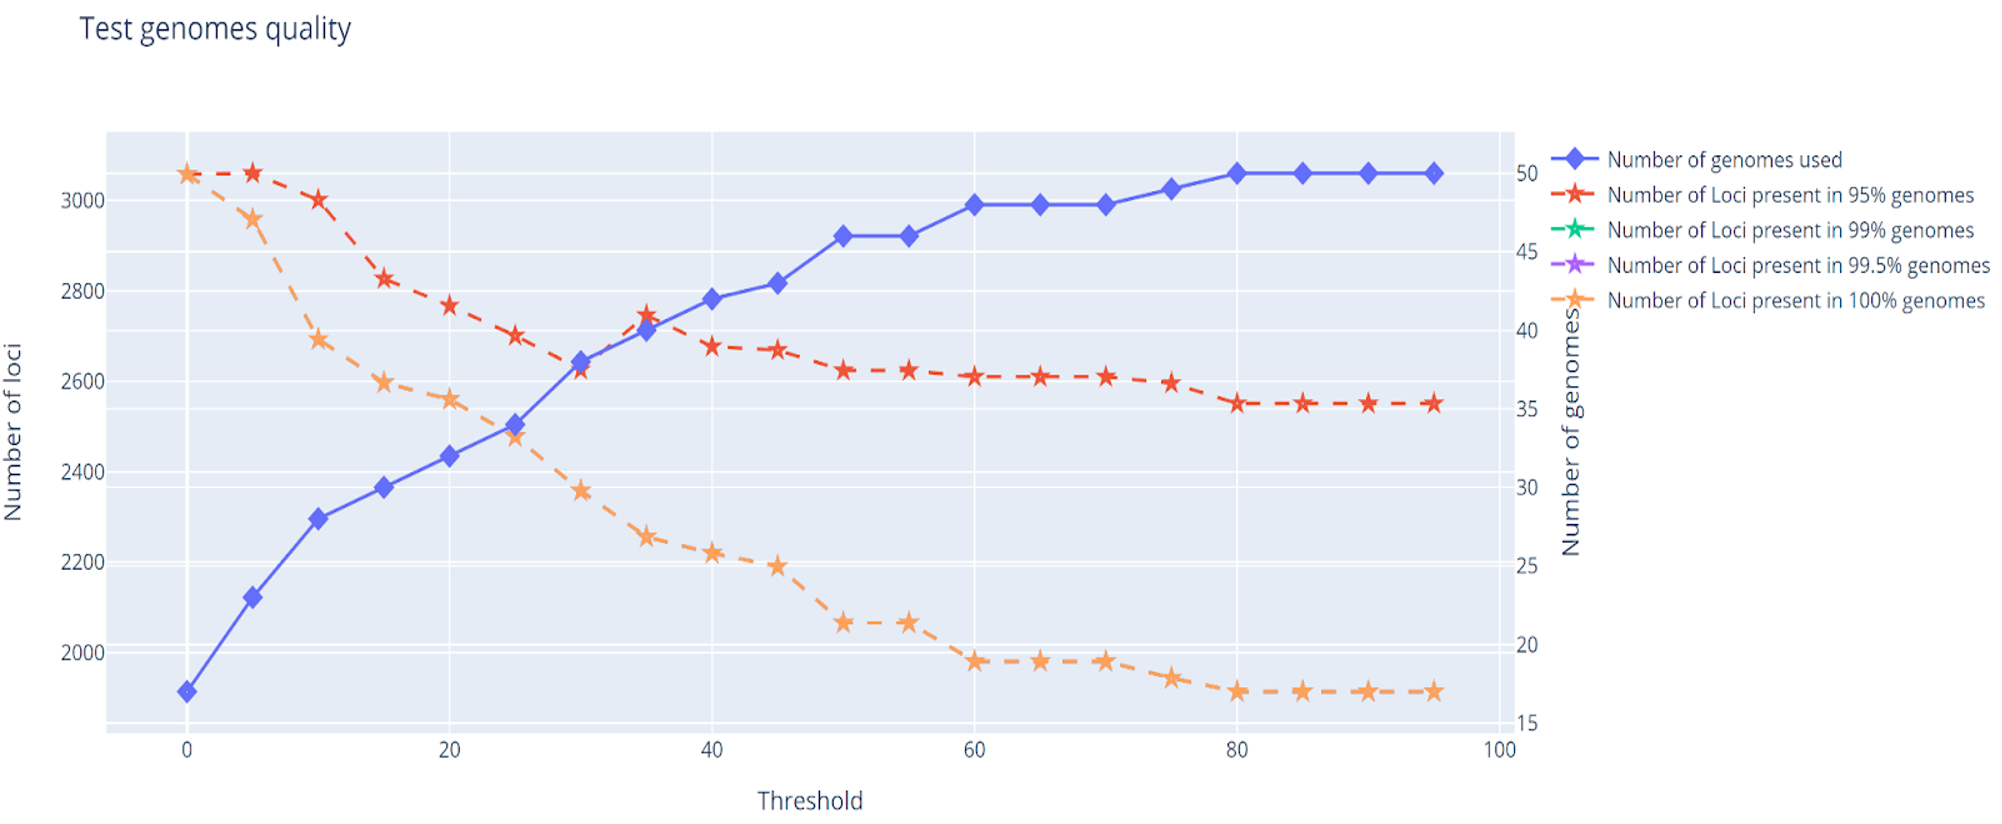 Test genomes quality
Number of loci
3000
2800
2600
2400
2200
2000
0
20
40
60
80
100
Threshold
50
45
40
35
30
25
20
15
Number of genomes
Number of genomes used
Number of Loci present in 95% genomes
Number of Loci present in 99% genomes
Number of Loci present in 99.5% genomes
Number of Loci present in 100% genomes